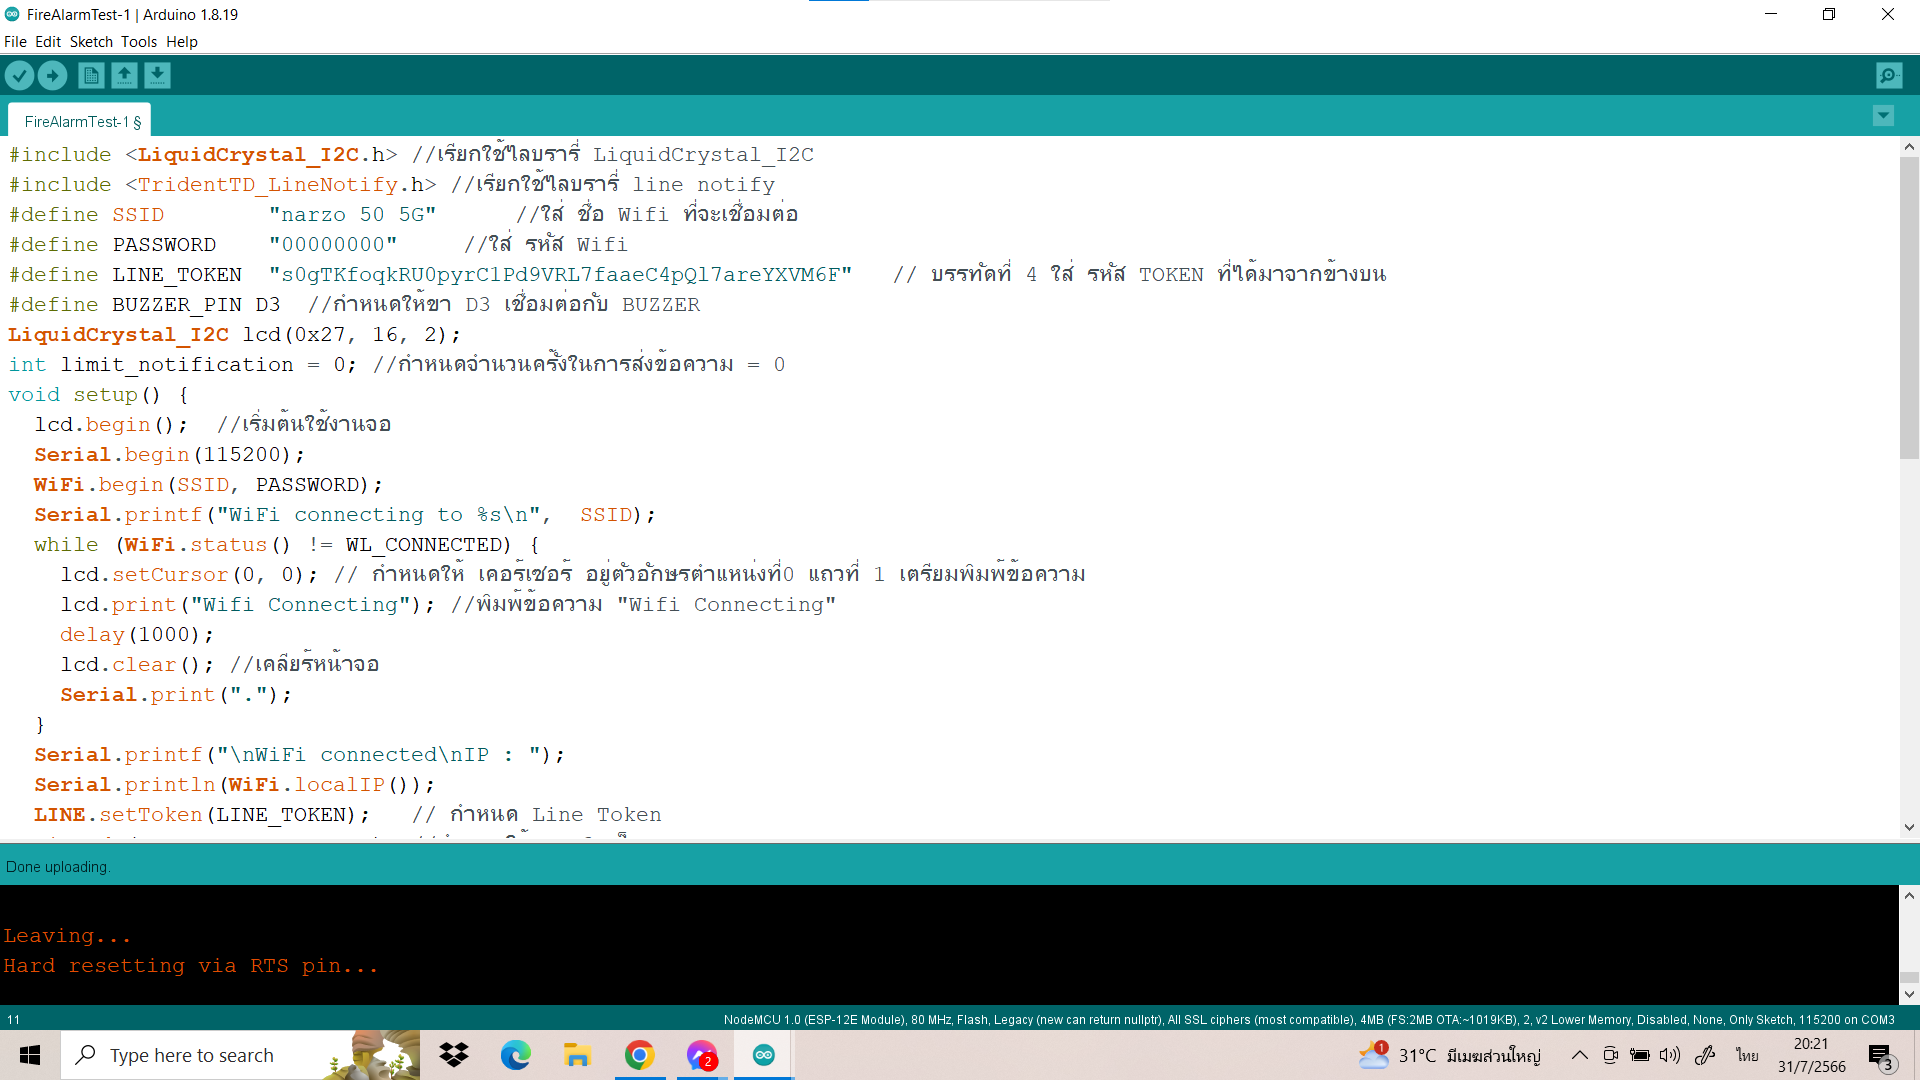 FireAlarmTest-1 | Arduino 1.8.19
File Edit Sketch Tools Help
FireAlarmTest-1 §
#include <LiquidCrystal_I2C.h> //เรียกใช้ไลบรารี่ LiquidCrystal_I2C
#include <TridentTD_LineNotify.h> //เรียกใช้ไลบรารี่ line notify
#define SSID        "narzo 50 5G"      //ใส่ ชื่อ Wifi ที่จะเชื่อมต่อ
#define PASSWORD    "00000000"     //ใส่ รหัส Wifi
#define LINE_TOKEN  "s0gTKfoqkRU0pyrC1Pd9VRL7faaeC4pQl7areYXVM6F"   // บรรทัดที่ 4 ใส่ รหัส TOKEN ที่ได้มาจากข้างบน
#define BUZZER_PIN D3  //กำหนดให้ขา D3 เชื่อมต่อกับ BUZZER
LiquidCrystal_I2C lcd(0x27, 16, 2);
int limit_notification = 0; //กำหนดจำนวนครั้งในการส่งข้อความ = 0
void setup() {
  lcd.begin();  //เริ่มต้นใช้งานจอ
  Serial.begin(115200);
  WiFi.begin(SSID, PASSWORD);
  Serial.printf("WiFi connecting to %s\n",  SSID);
  while (WiFi.status() != WL_CONNECTED) {
    lcd.setCursor(0, 0); // กำหนดให้ เคอร์เซอร์ อยู่ตัวอักษรตำแหน่งที่0 แถวที่ 1 เตรียมพิมพ์ข้อความ
    lcd.print("Wifi Connecting"); //พิมพ์ข้อความ "Wifi Connecting"
    delay(1000);
    lcd.clear(); //เคลียร์หน้าจอ
    Serial.print(".");
  }
  Serial.printf("\nWiFi connected\nIP : ");
  Serial.println(WiFi.localIP());
  LINE.setToken(LINE_TOKEN);   // กำหนด Line Token
Done uploading.
Leaving...
Hard resetting via RTS pin...
11
NodeMCU 1.0 (ESP-12E Module), 80 MHz, Flash, Legacy (new can return nullptr), All SSL ciphers (most compatible), 4MB (FS:2MB OTA:~1019KB), 2, v2 Lower Memory, Disabled, None, Only Sketch, 115200 on COM3
Type here to search
2
1
31°C มีเมฆส่วนใหญ่
ไทย
20:21
31/7/2566
3